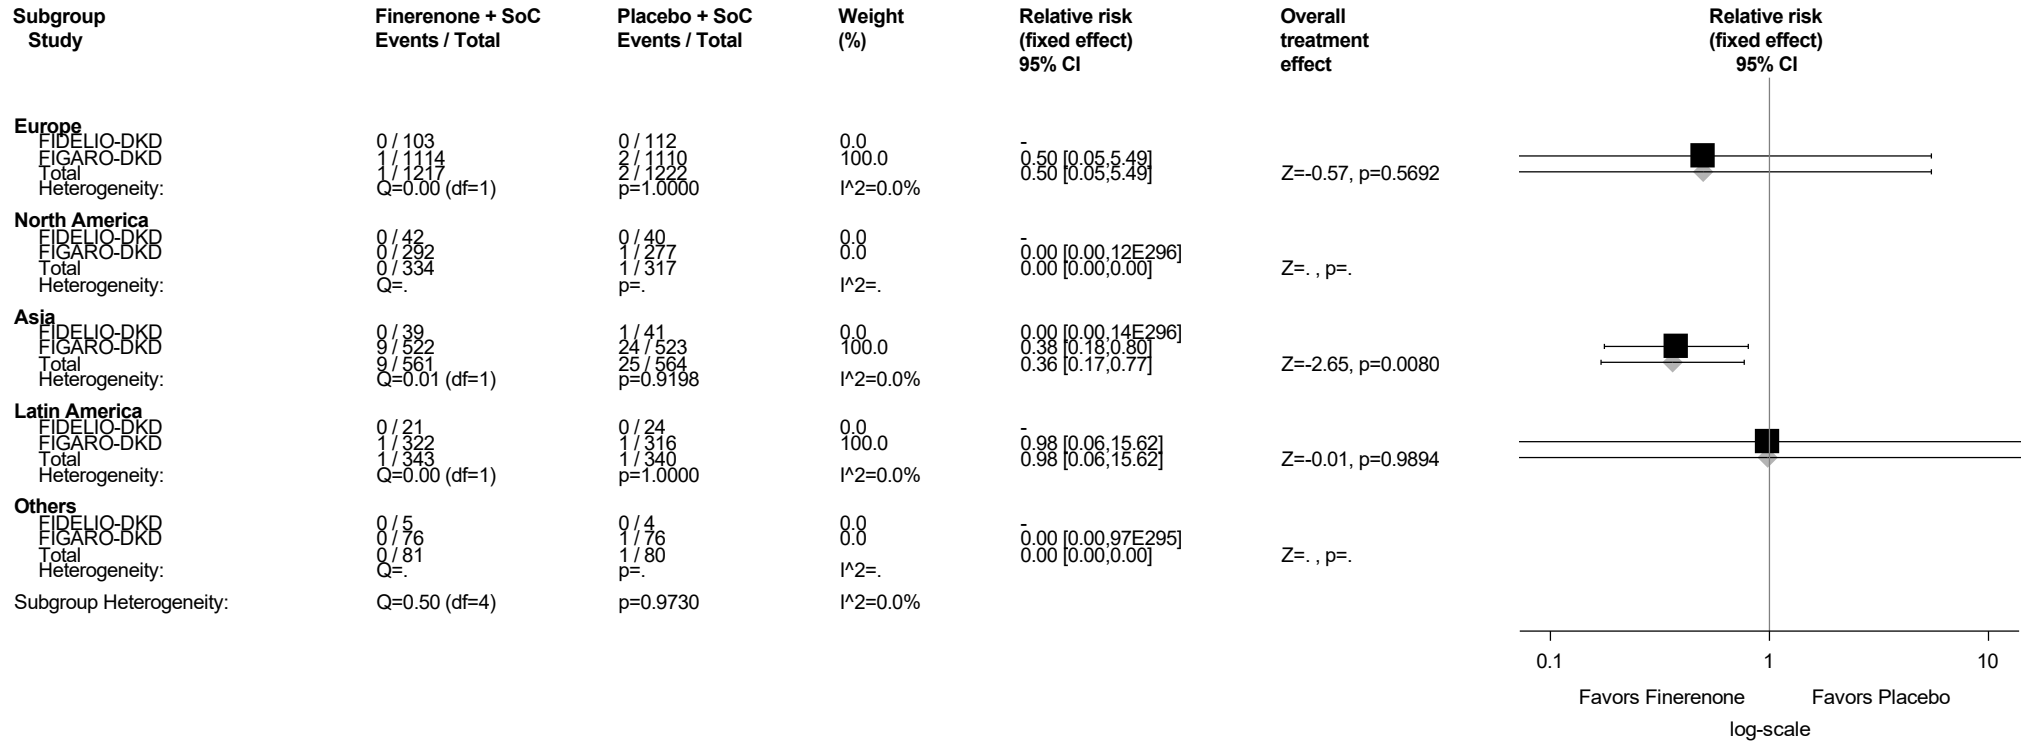 Subgroup Finerenone + SoC Placebo + SoC Weight Relative risk Overall Relative risk
Study Events / Total Events / Total (%) (fixed effect) treatment (fixed effect)
95% CI effect 95% CI
Europe
FIDELIO-DKD 0 / 103 0 / 112 0.0 -
FIGARO-DKD 1 / 1114 2 / 1110 100.0 0.50 [0.05,5.49]
Total 1 / 1217 2 / 1222 0.50 [0.05,5.49] Z=-0.57, p=0.5692
Heterogeneity: Q=0.00 (df=1) p=1.0000 I^2=0.0%
North America
FIDELIO-DKD 0 / 42 0 / 40 0.0 -
FIGARO-DKD 0 / 292 1 / 277 0.0 0.00 [0.00,12E296]
Total 0 / 334 1 / 317 0.00 [0.00,0.00] Z=. , p=.
Heterogeneity: Q=. p=. I^2=.
Asia
FIDELIO-DKD 0 / 39 1 / 41 0.0 0.00 [0.00,14E296]
FIGARO-DKD 9 / 522 24 / 523 100.0 0.38 [0.18,0.80]
Total 9 / 561 25 / 564 0.36 [0.17,0.77] Z=-2.65, p=0.0080
Heterogeneity: Q=0.01 (df=1) p=0.9198 I^2=0.0%
Latin America
FIDELIO-DKD 0 / 21 0 / 24 0.0 -
FIGARO-DKD 1 / 322 1 / 316 100.0 0.98 [0.06,15.62]
Total 1 / 343 1 / 340 0.98 [0.06,15.62] Z=-0.01, p=0.9894
Heterogeneity: Q=0.00 (df=1) p=1.0000 I^2=0.0%
Others
FIDELIO-DKD 0 / 5 0 / 4 0.0 -
FIGARO-DKD 0 / 76 1 / 76 0.0 0.00 [0.00,97E295]
Total 0 / 81 1 / 80 0.00 [0.00,0.00] Z=. , p=.
Heterogeneity: Q=. p=. I^2=.
Subgroup Heterogeneity: Q=0.50 (df=4) p=0.9730 I^2=0.0%
0.1 1 10
Favors Finerenone Favors Placebo
log-scale